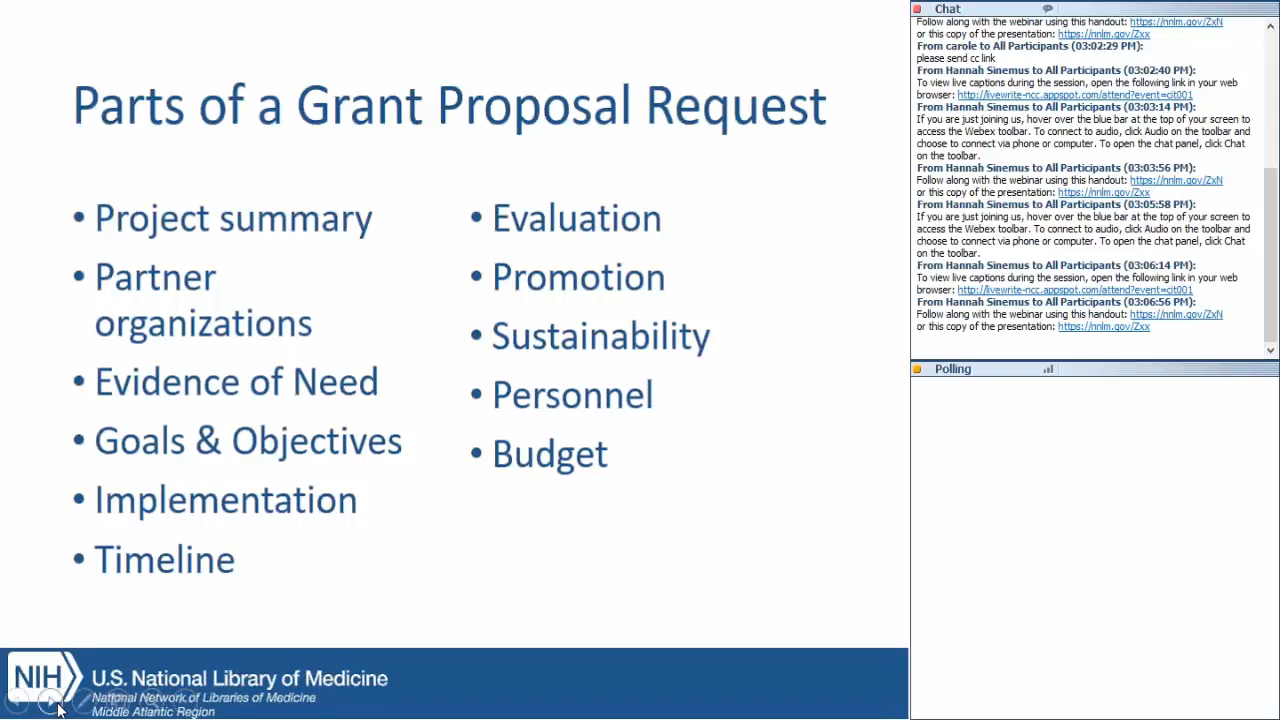 Parts of a Grant Proposal Request
• Project summary
• Partner
organizations
• Evidence of Need
• Goals & Objectives
• Implementation
• Timeline
• Evaluation
• Promotion
• Sustainability
• Personnel
• Budget
NIH
U.S. National Library of Medicine
National Network of Libraries of Medicine
Middle Atlantic Region
Chat
Follow along with the webinar using this handout: https://nnlm.gov/ZxN
or this copy of the presentation: https://nnlm.gov/Zxx
From carole to All Participants (03:02:29 PM):
please send cc link
From Hannah Sinemus to All Participants (03:02:40 PM):
To view live captions during the session, open the following link in your web
browser: http://livewrite-ncc.appspot.com/attend?event=cit001
From Hannah Sinemus to All Participants (03:03:14 PM):
If you are just joining us, hover over the blue bar at the top of your screen to
access the Webex toolbar. To connect to audio, click Audio on the toolbar and
choose to connect via phone or computer. To open the chat panel, click Chat
on the toolbar.
From Hannah Sinemus to All Participants (03:03:56 PM):
Follow along with the webinar using this handout: https://nnlm.gov/ZxN
or this copy of the presentation: https://nnlm.gov/Zxx
From Hannah Sinemus to All Participants (03:05:58 PM):
If you are just joining us, hover over the blue bar at the top of your screen to
access the Webex toolbar. To connect to audio, click Audio on the toolbar and
choose to connect via phone or computer. To open the chat panel, click Chat
on the toolbar.
From Hannah Sinemus to All Participants (03:06:14 PM):
To view live captions during the session, open the following link in your web
browser: http://livewrite-ncc.appspot.com/attend?event=cit001
From Hannah Sinemus to All Participants (03:06:56 PM):
Follow along with the webinar using this handout: https://nnlm.gov/ZxN
or this copy of the presentation: https://nnlm.gov/Zxx
Polling